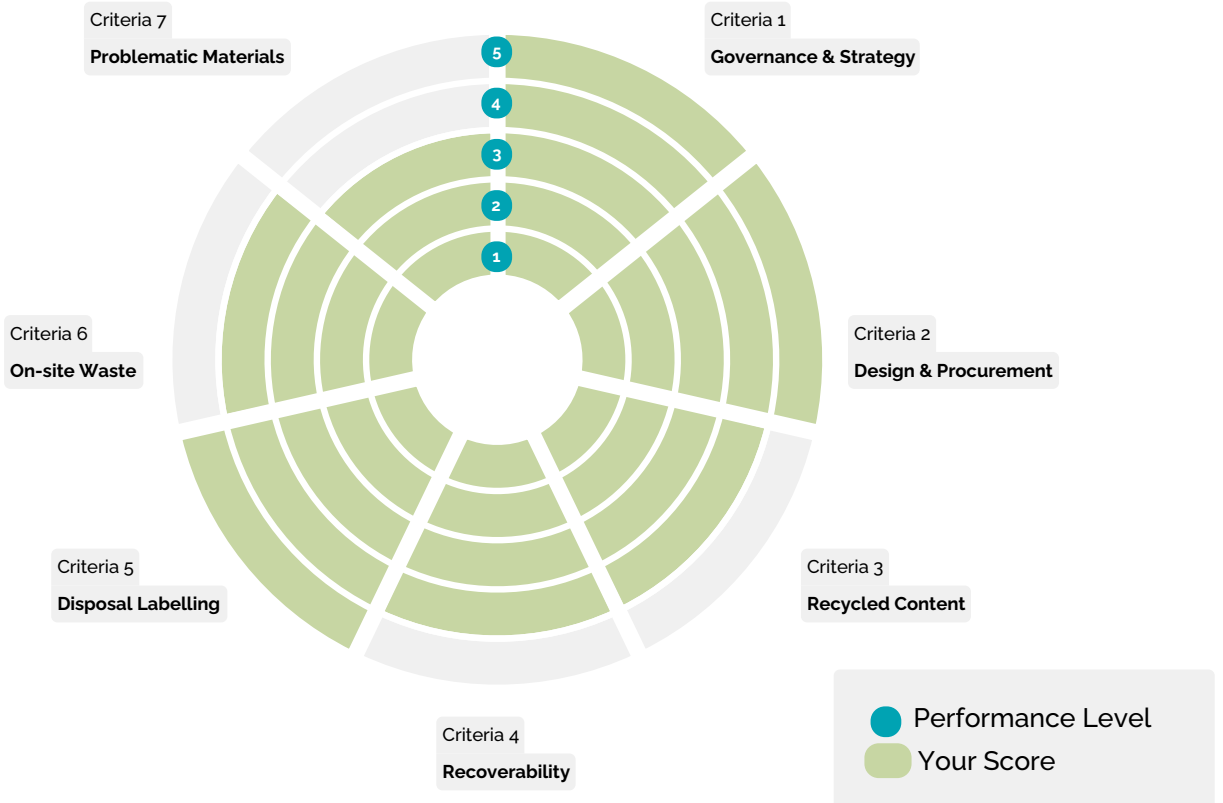 Criteria 7
Problematic Materials
Criteria 1
Governance & Strategy
5
4
3
2
1
Criteria 6
On-site Waste
Criteria 2
Design & Procurement
Criteria 5
Disposal Labelling
Criteria 3
Recycled Content
Criteria 4
Recoverability
Performance Level
Your Score